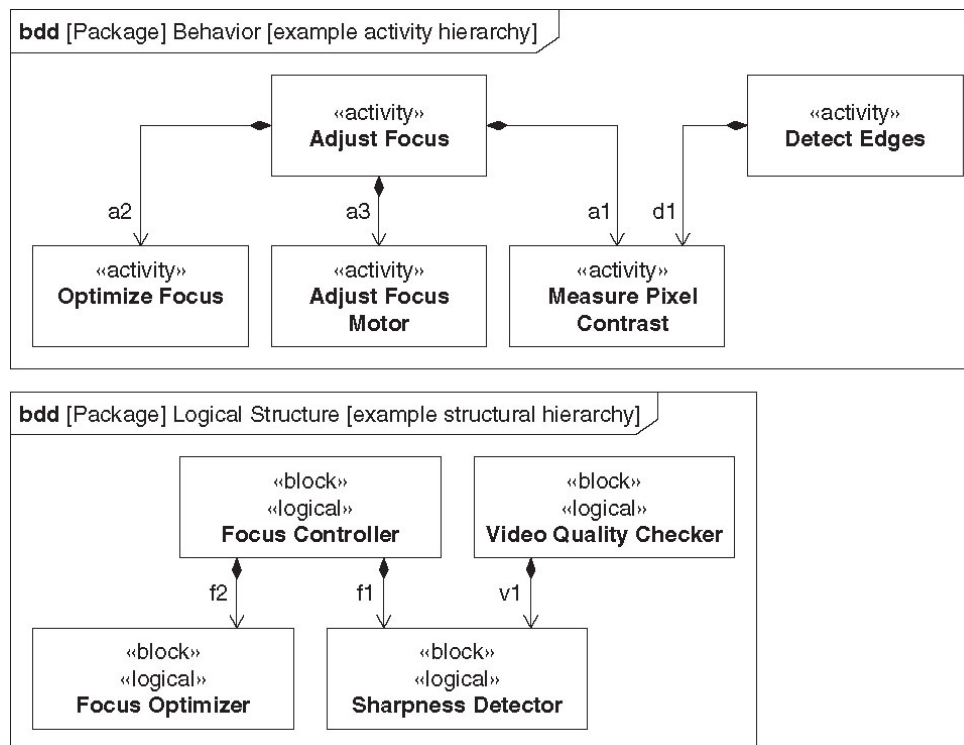 bdd [Package] Behavior [example activity hierarchy]
«activity»
Adjust Focus
«activity»
Detect Edges
a2
a3
a1
d1
«activity»
Optimize Focus
«activity»
Adjust Focus
Motor
«activity»
Measure Pixel
Contrast
bdd [Package] Logical Structure [example structural hierarchy]
«block»
«logical»
Focus Controller
«block»
«logical»
Video Quality Checker
f2
f1
v1
«block»
«logical»
Focus Optimizer
«block»
«logical»
Sharpness Detector